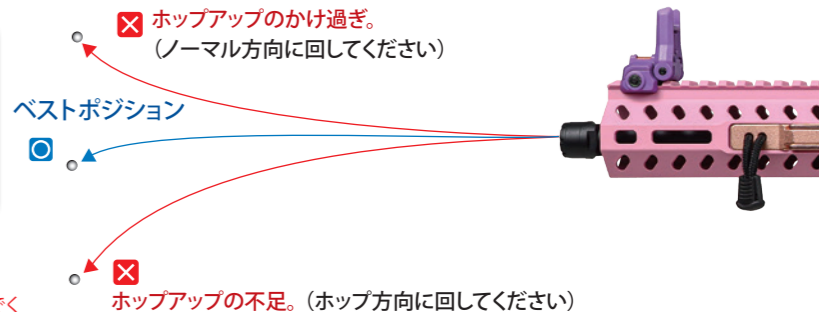 ホップアップのかけ過ぎ。
（ノーマル方向に回してください）
ベストポジション
ホップアップの不足。（ホップ方向に回してください）